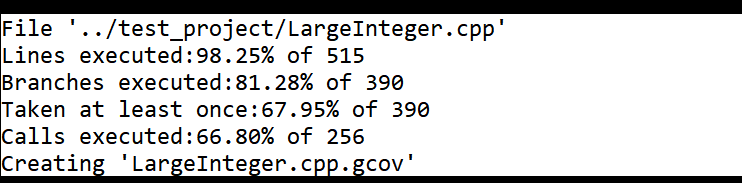 File '../test_project/LargeInteger.cpp'
Lines executed:98.25% of 515
Branches executed:81.28% of 390
Taken at least once:67.95% of 390
Calls executed:66.80% of 256
Creating 'LargeInteger.cpp.gcov'